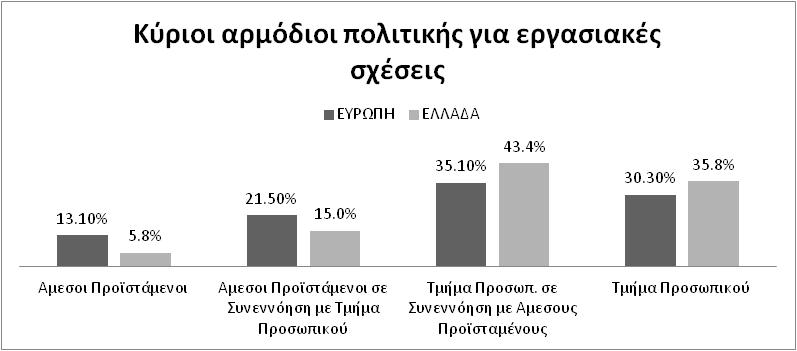 Κύριοι αρμόδιοι πολιτικής για εργασιακές
σχέσεις
ΕΥΡΩΠΗ ΕΛΛΑΔΑ
13.10% 5.8% 21.50% 15.0% 35.10% 43.4% 30.30% 35.8%
Αμεσοι Προϊστάμενοι
Αμεσοι Προϊστάμενοι σε
Συνεννόηση με Τμήμα
Προσωπικού
Τμήμα Προσωπ. σε
Συνεννόηση με Αμεσους
Προϊσταμένους
Τμήμα Προσωπικού